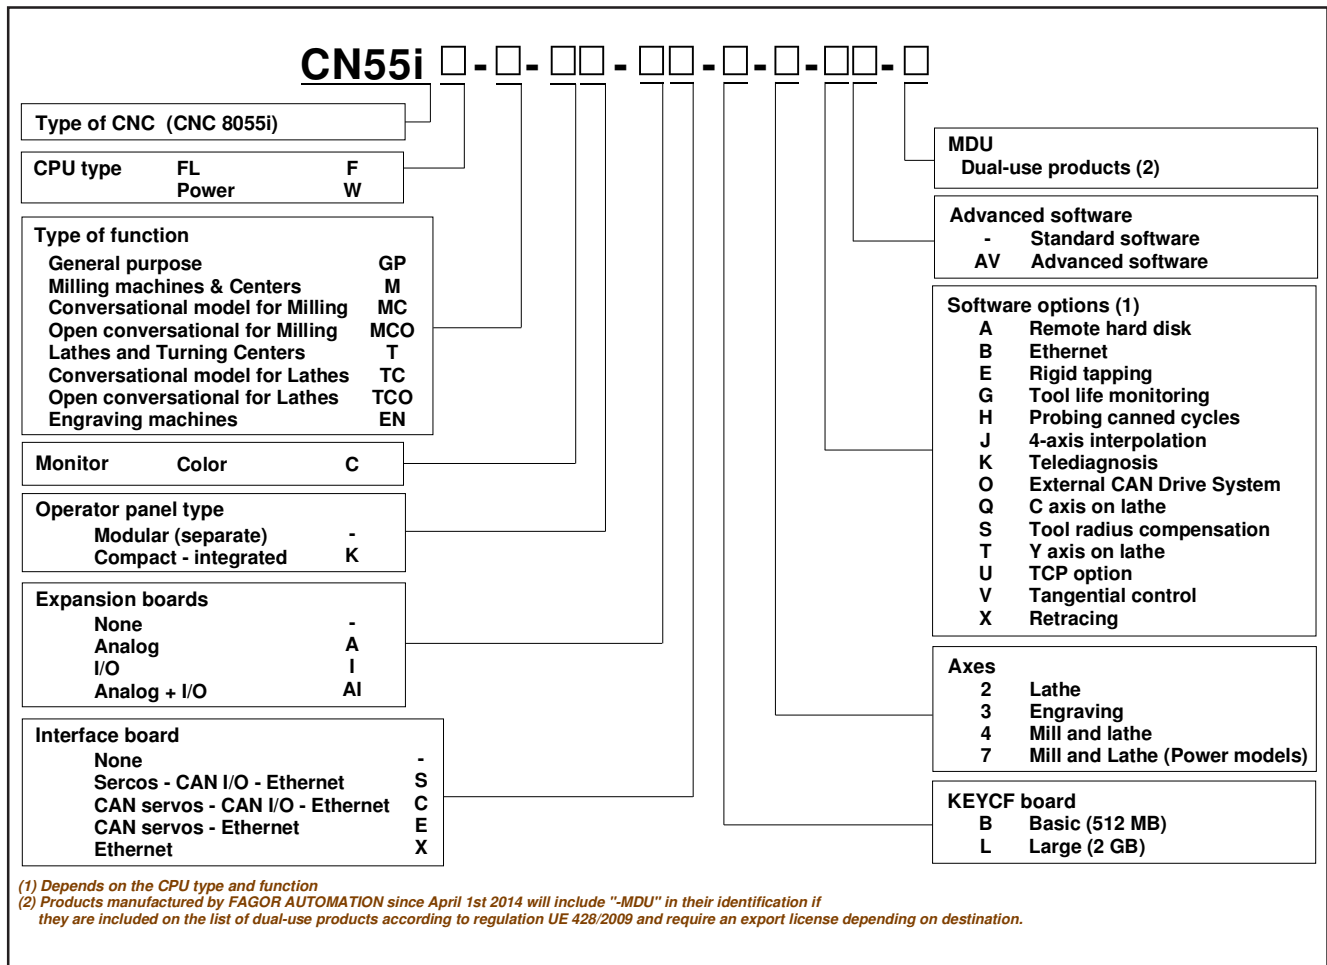 CN55i □-□-□□-□□-□-□-□□-□
Type of CNC (CNC 8055i)
CPU type FL F
Power W
Type of function
General purpose GP
Milling machines & Centers M
Conversational model for Milling MC
Open conversational for Milling MCO
Lathes and Turning Centers T
Conversational model for Lathes TC
Open conversational for Lathes TCO
Engraving machines EN
Monitor Color C
Operator panel type
Modular (separate) -
Compact - integrated K
Expansion boards
None -
Analog A
I/O I
Analog + I/O AI
Interface board
None -
Sercos - CAN I/O - Ethernet S
CAN servos - CAN I/O - Ethernet C
CAN servos - Ethernet E
Ethernet X
MDU
Dual-use products (2)
Advanced software
- Standard software
AV Advanced software
Software options (1)
A Remote hard disk
B Ethernet
E Rigid tapping
G Tool life monitoring
H Probing canned cycles
J 4-axis interpolation
K Telediagnosis
O External CAN Drive System
Q C axis on lathe
S Tool radius compensation
T Y axis on lathe
U TCP option
V Tangential control
X Retracing
Axes
2 Lathe
3 Engraving
4 Mill and lathe
7 Mill and Lathe (Power models)
KEYCF board
B Basic (512 MB)
L Large (2 GB)
(1) Depends on the CPU type and function
(2) Products manufactured by FAGOR AUTOMATION since April 1st 2014 will include "-MDU" in their identification if
they are included on the list of dual-use products according to regulation UE 428/2009 and require an export license depending on destination.